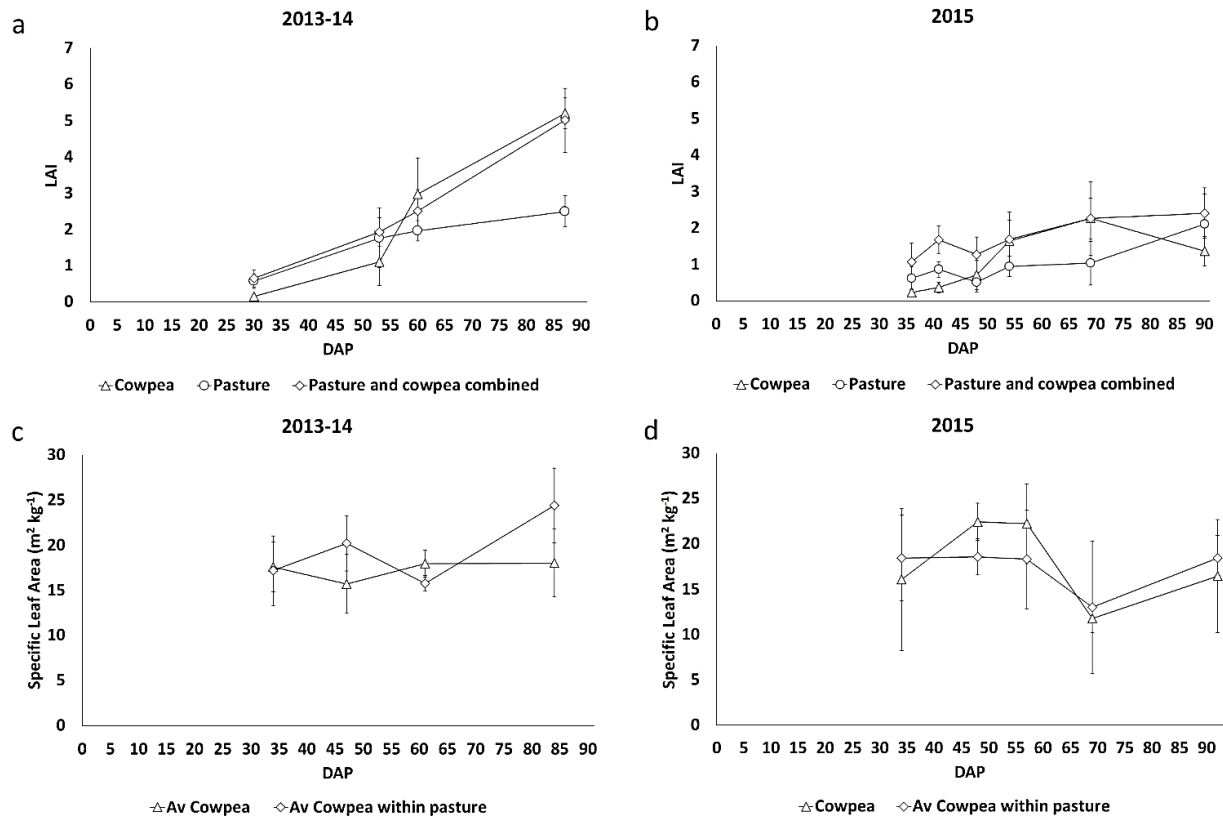 a
2013-14
7
6
5
4
3
2
1
0
LAI
0 5 10 15 20 25 30 35 40 45 50 55 60 65 70 75 80 85 90
DAP
Cowpea Pasture Pasture and cowpea combined
b
2015
7
6
5
4
3
2
1
0
LAI
0 5 10 15 20 25 30 35 40 45 50 55 60 65 70 75 80 85 90
DAP
Cowpea Pasture Pasture and cowpea combined
c
2013-14
30
25
20
15
10
5
0
Specific Leaf Area (m² kg⁻¹)
0 5 10 15 20 25 30 35 40 45 50 55 60 65 70 75 80 85 90
DAP
Av Cowpea Av Cowpea within pasture
d
2015
30
25
20
15
10
5
0
Specific Leaf Area (m² kg⁻¹)
0 5 10 15 20 25 30 35 40 45 50 55 60 65 70 75 80 85 90
DAP
Cowpea Av Cowpea within pasture